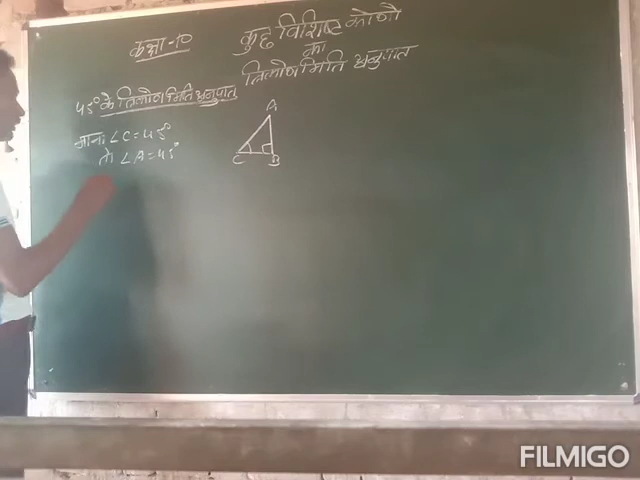 कक्षा-10
कुछ विशिष्ट कोणों
का
त्रिकोणमिति अनुपात
45° के त्रिकोणमिति अनुपात
माना ∠C = 45°
तो ∠A = 45°
A
C B
FILMIGO